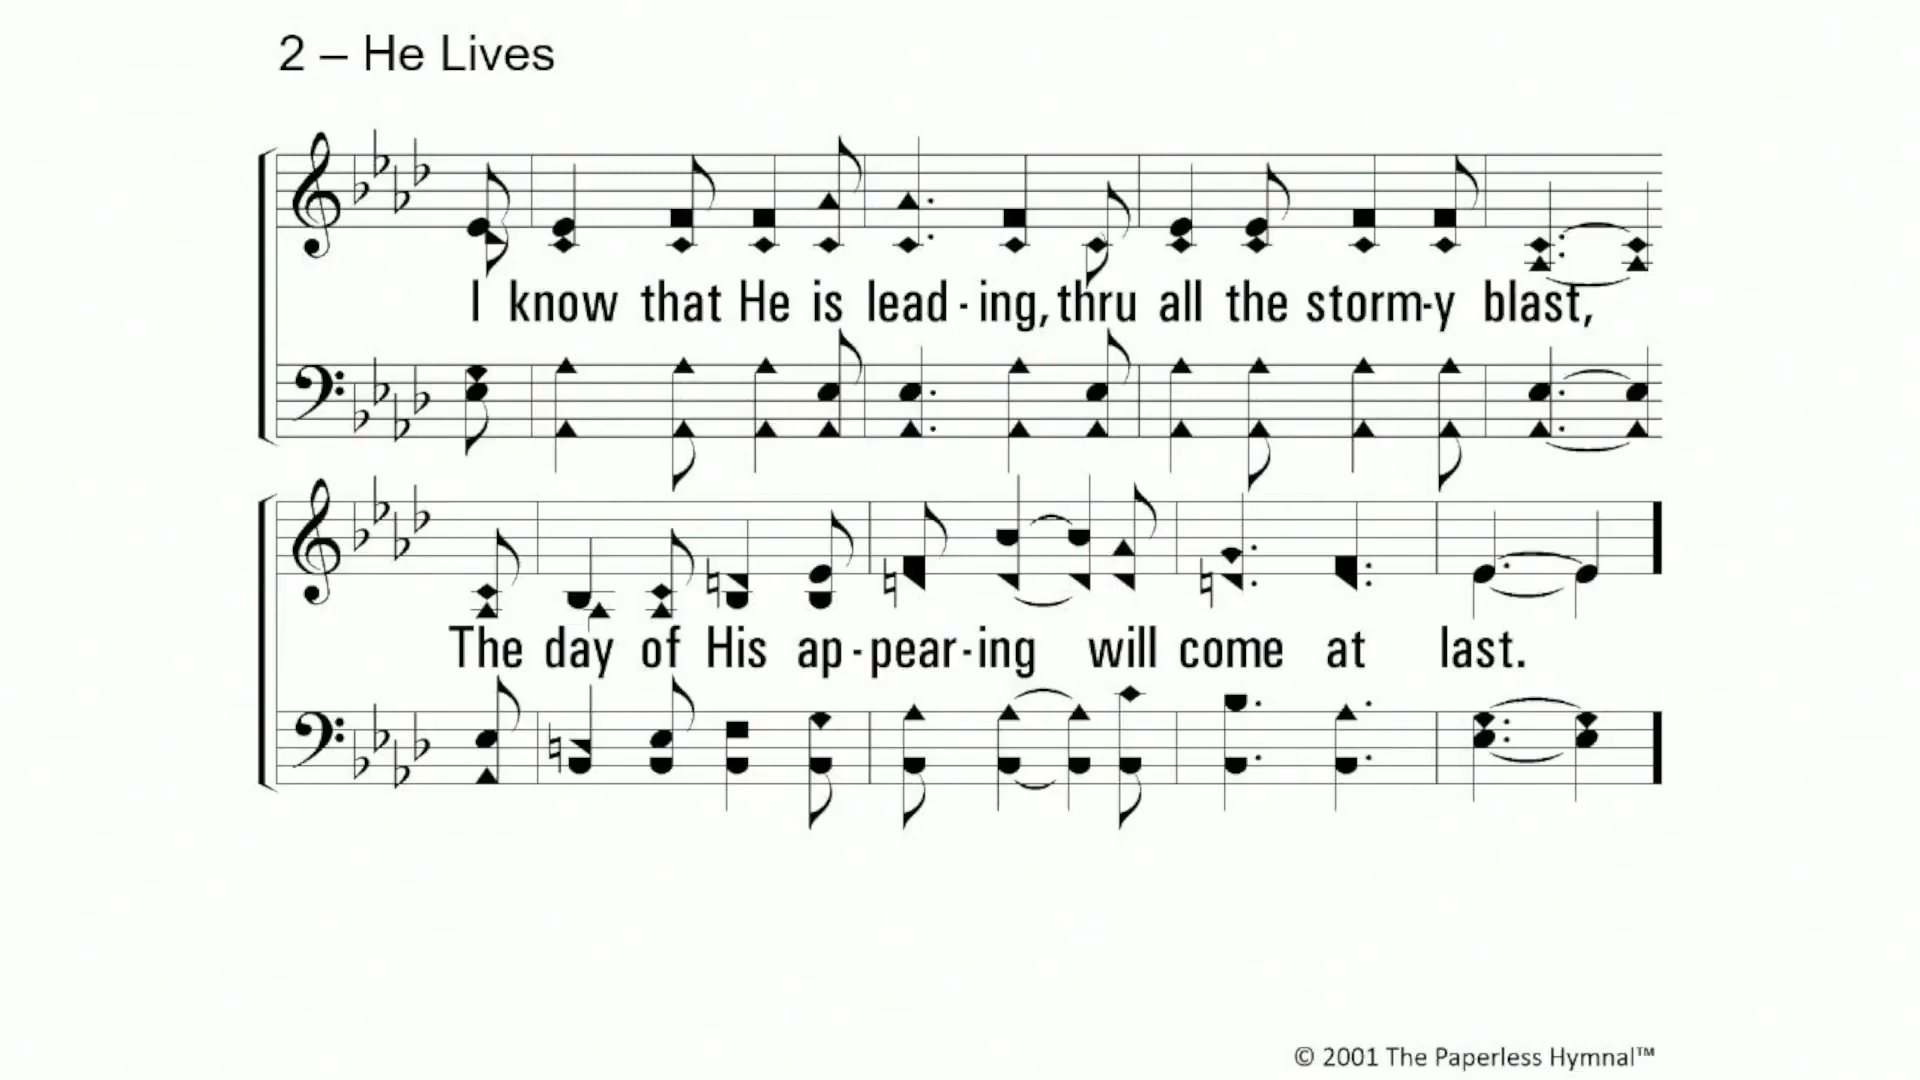 2 – He Lives
I know that He is lead - ing, thru all the storm-y blast,
The day of His ap - pear - ing will come at last.
© 2001 The Paperless Hymnal™